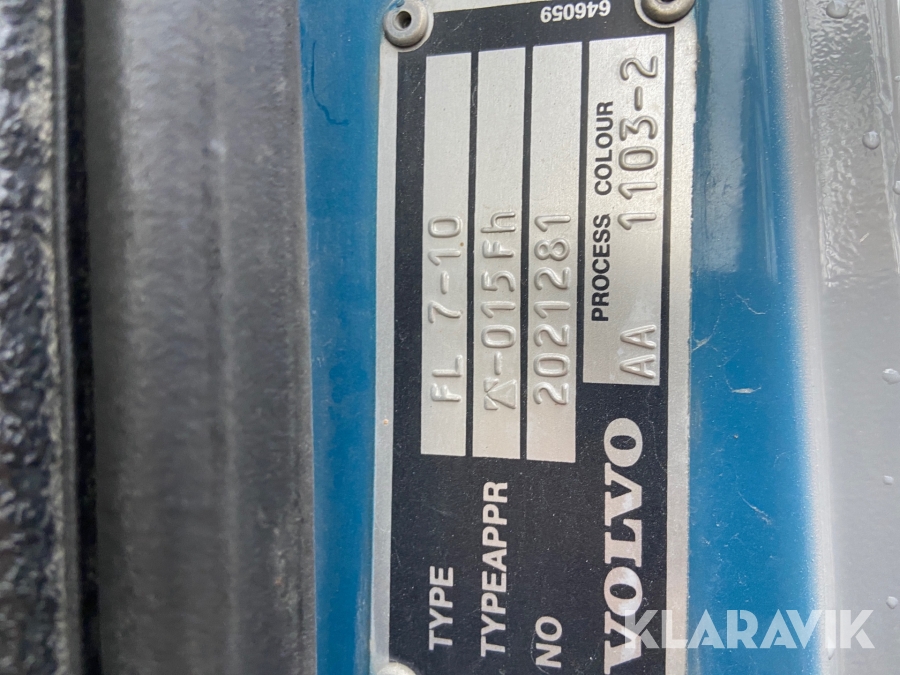 TYPE FL 7-10
TYPEAPPR -015Fh
NO 2021281
VOLVO
PROCESS COLOUR
AA 1103-2
646059
KLARAVIK